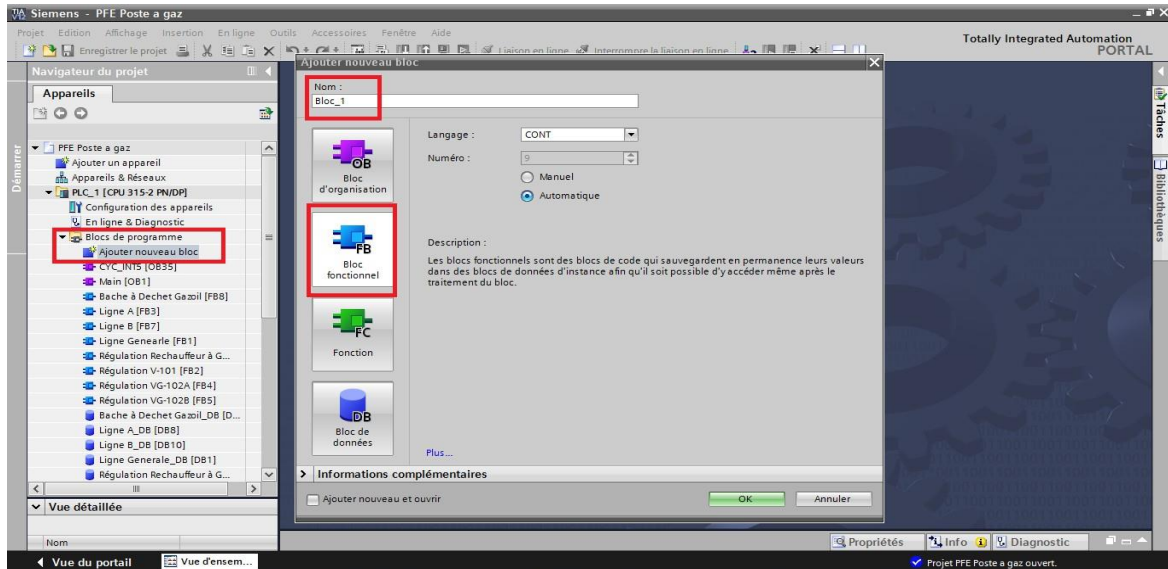 Siemens - PFE Poste a gaz
Projet Edition Affichage Insertion En ligne Outils Accessoires Fenêtre Aide
Totally Integrated Automation
PORTAL
Enregistrer le projet
Liaison en ligne
Interrompre la liaison en ligne
Navigateur du projet
Appareils
Démarrer
PFE Poste a gaz
Ajouter un appareil
Appareils & Réseaux
PLC_1 [CPU 315-2 PN/DP]
Configuration des appareils
En ligne & Diagnostic
Blocs de programme
Ajouter nouveau bloc
CYC_INT5 [OB35]
Main [OB1]
Bache à Dechet Gazoil [FB8]
Ligne A [FB3]
Ligne B [FB7]
Ligne Genearle [FB1]
Régulation Rechauffeur à G...
Régulation V-101 [FB2]
Régulation VG-102A [FB4]
Régulation VG-102B [FB5]
Bache à Dechet Gazoil_DB [D...
Ligne A_DB [DB8]
Ligne B_DB [DB10]
Ligne Generale_DB [DB1]
Régulation Rechauffeur à G...
Vue détaillée
Nom
Ajouter nouveau bloc
Nom :
Bloc_1
OB
Bloc
d'organisation
FB
Bloc
fonctionnel
FC
Fonction
DB
Bloc de
données
Langage : CONT
Numéro : 9
Manuel
Automatique
Description :
Les blocs fonctionnels sont des blocs de code qui sauvegardent en permanence leurs valeurs
dans des blocs de données d'instance afin qu'il soit possible d'y accéder même après le
traitement du bloc.
Plus...
Informations complémentaires
Ajouter nouveau et ouvrir
OK
Annuler
Tâches
Bibliothèques
Propriétés
Info
Diagnostic
Vue du portail
Vue d'ensem...
Projet PFE Poste a gaz ouvert.